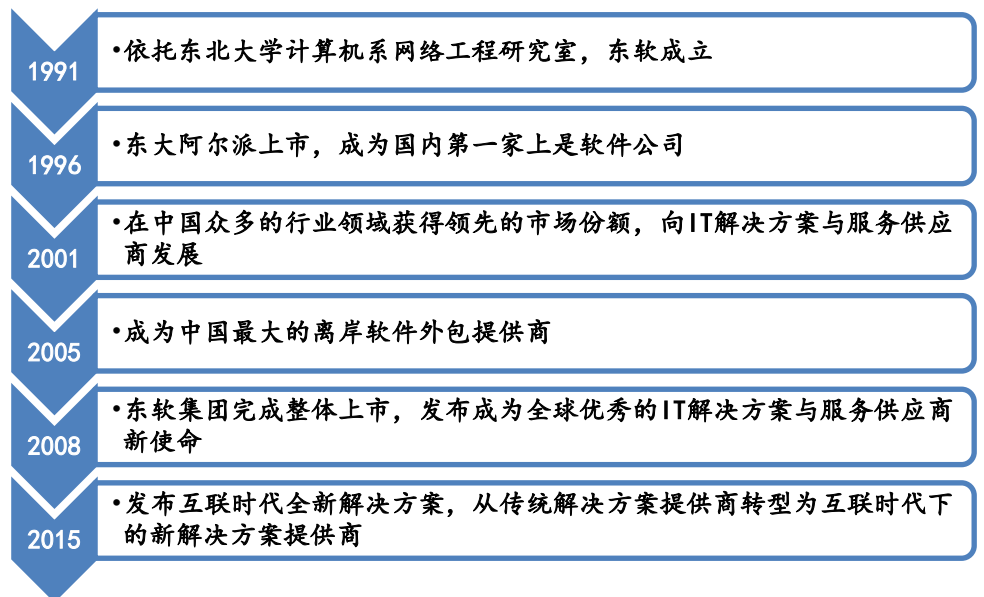 1991
•依托东北大学计算机系网络工程研究室，东软成立
1996
•东大阿尔派上市，成为国内第一家上是软件公司
2001
•在中国众多的行业领域获得领先的市场份额，向IT解决方案与服务供应
商发展
2005
•成为中国最大的离岸软件外包提供商
2008
•东软集团完成整体上市，发布成为全球优秀的IT解决方案与服务供应商
新使命
2015
•发布互联时代全新解决方案，从传统解决方案提供商转型为互联时代下
的新解决方案提供商